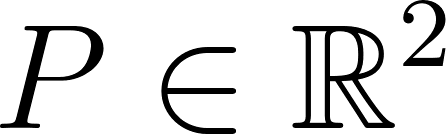 P ∈ ℝ²